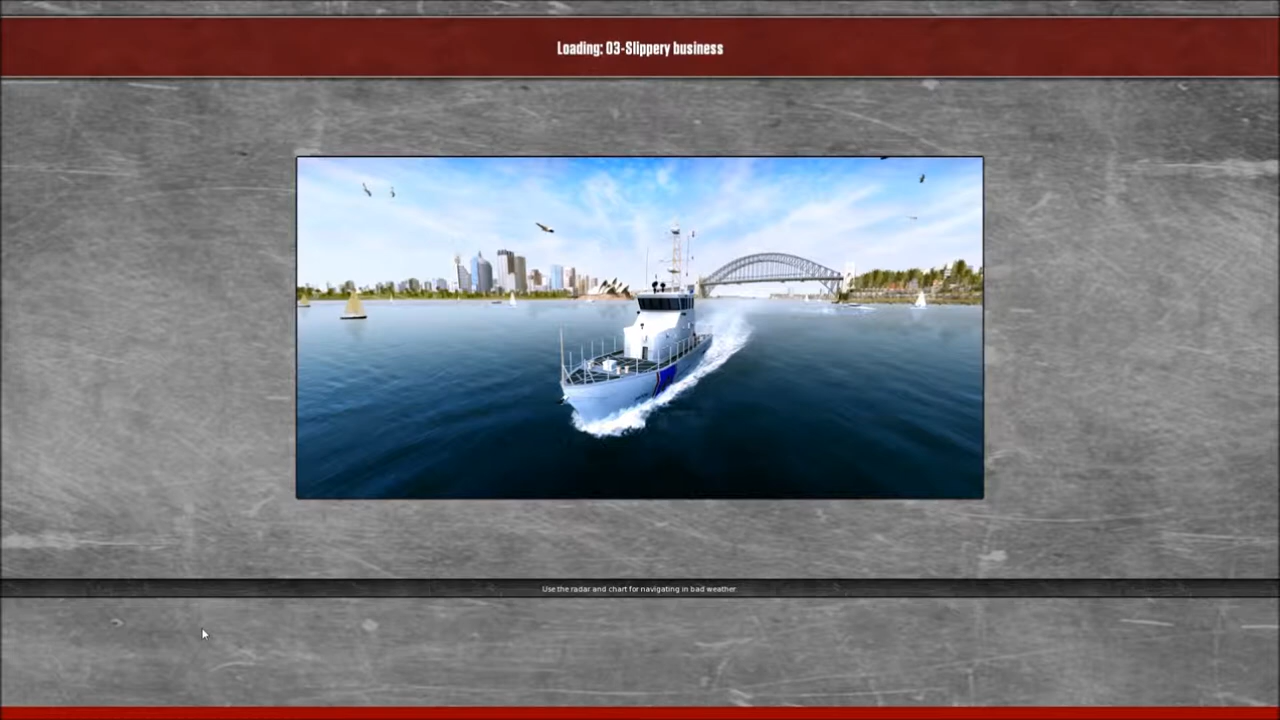 Loading: 03-Slippery business
Use the radar and chart for navigating in bad weather.